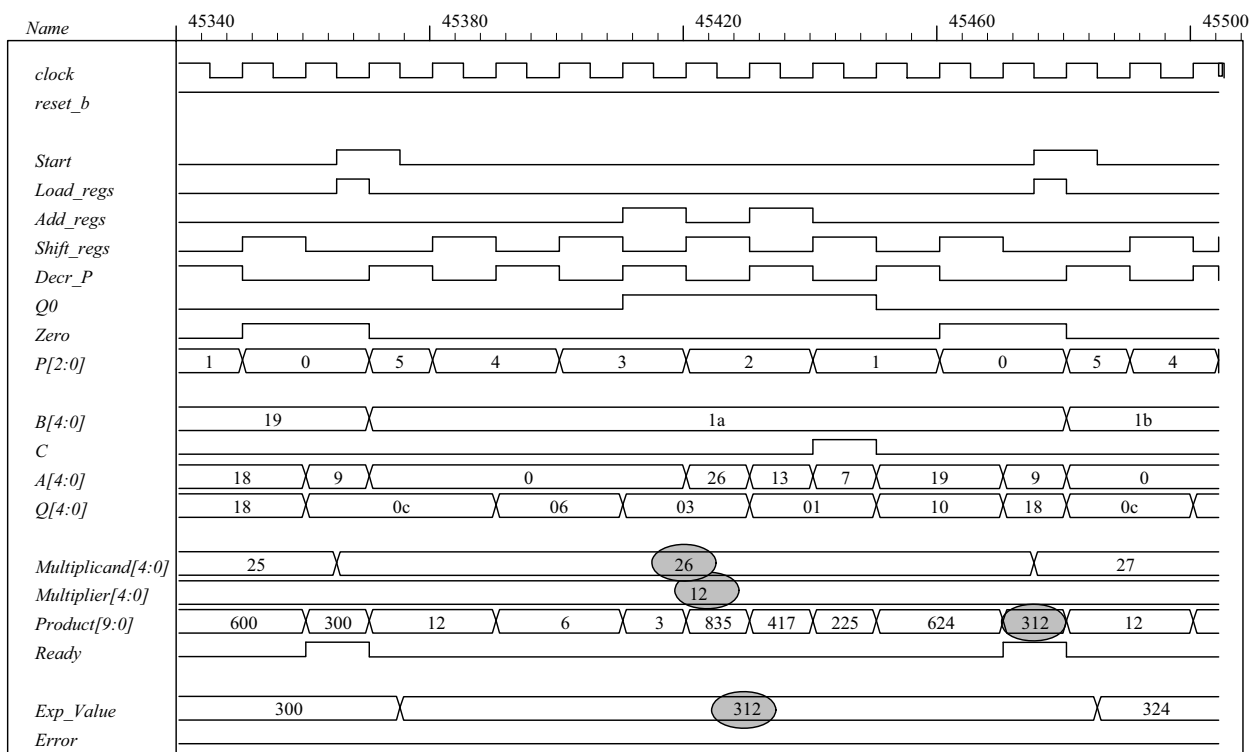 Name 45340 45380 45420 45460 45500
clock
reset_b
Start
Load_regs
Add_regs
Shift_regs
Decr_P
Q0
Zero
P[2:0] 1 0 5 4 3 2 1 0 5 4
B[4:0] 19 1a 1b
C
A[4:0] 18 9 0 26 13 7 19 9 0
Q[4:0] 18 0c 06 03 01 10 18 0c
Multiplicand[4:0] 25 26 27
Multiplier[4:0] 12
Product[9:0] 600 300 12 6 3 835 417 225 624 312 12
Ready
Exp_Value 300 312 324
Error